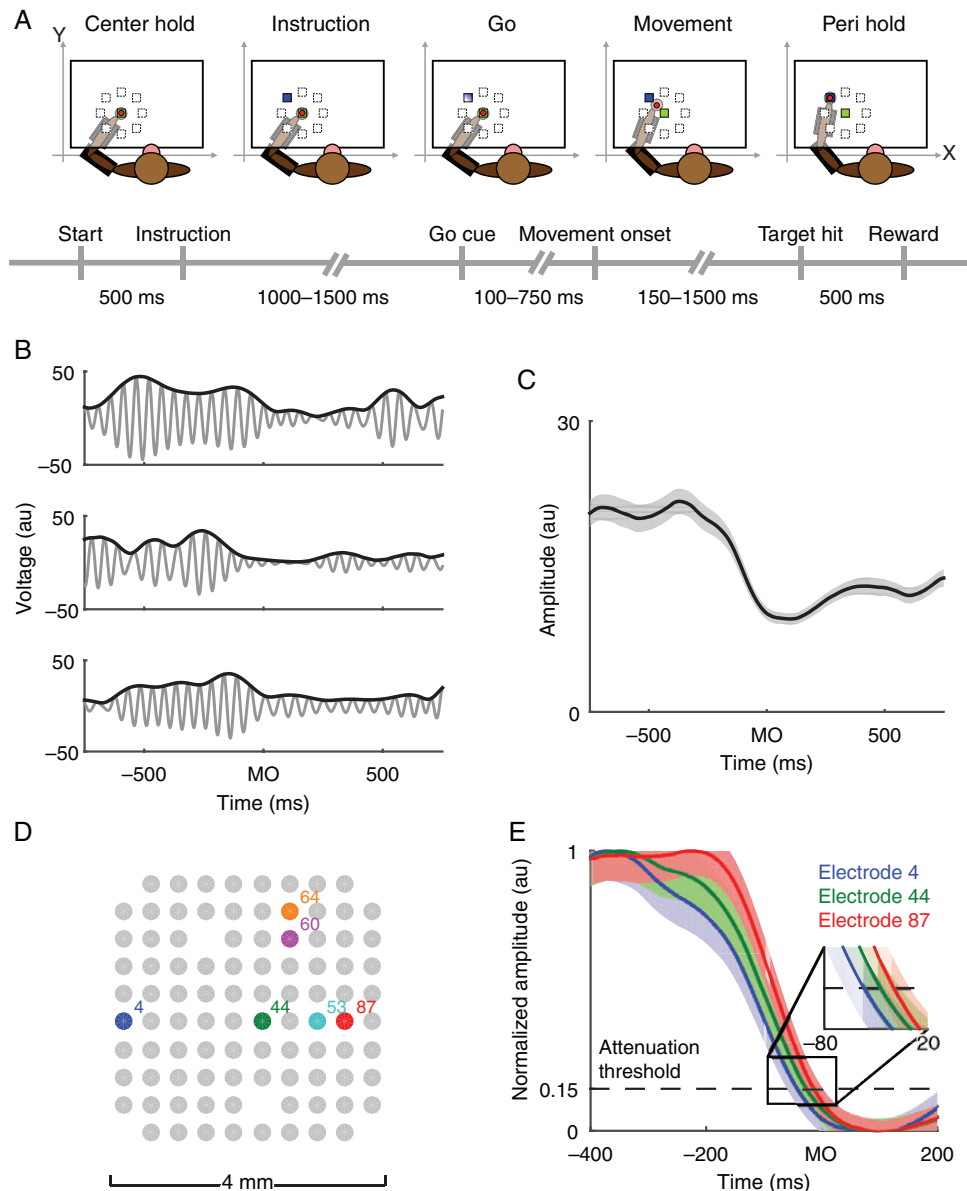 A
Center hold Instruction Go Movement Peri hold
Y
X
Start Instruction Go cue Movement onset Target hit Reward
500 ms 1000–1500 ms 100–750 ms 150–1500 ms 500 ms
B
50
–50
50
–50
50
–50
Voltage (au)
–500 MO 500
Time (ms)
C
30
0
Amplitude (au)
–500 MO 500
Time (ms)
D
64
60
4 44 53 87
4 mm
E
1
0.15
0
Normalized amplitude (au)
Electrode 4
Electrode 44
Electrode 87
–80 20
Attenuation
threshold
–400 –200 MO 200
Time (ms)